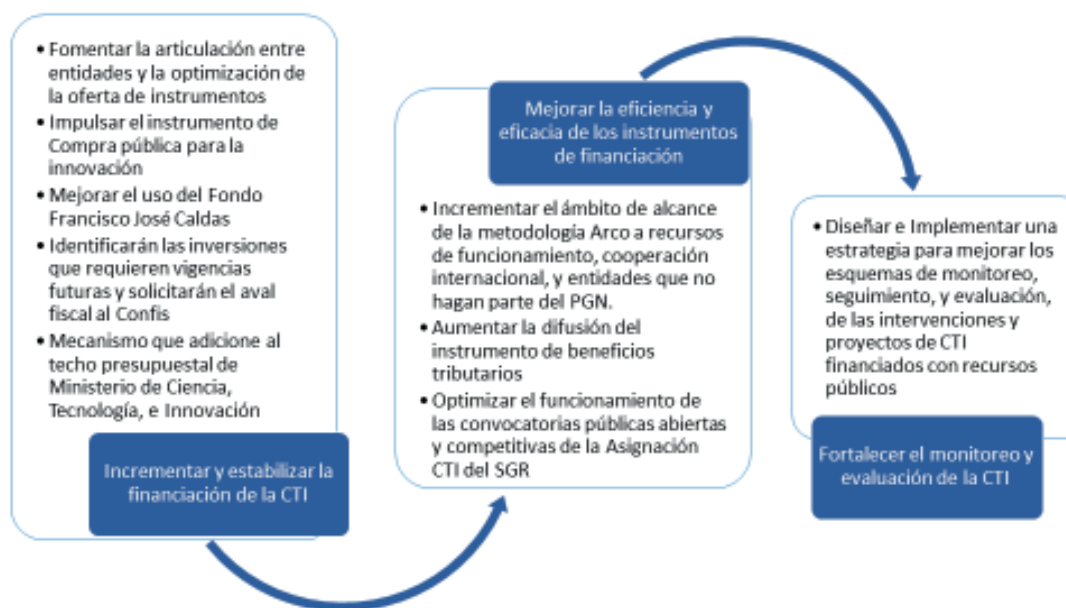 • Fomentar la articulación entre
entidades y la optimización de
la oferta de instrumentos
• Impulsar el instrumento de
Compra pública para la
innovación
• Mejorar el uso del Fondo
Francisco José Caldas
• Identificarán las inversiones
que requieren vigencias
futuras y solicitarán el aval
fiscal al Confis
• Mecanismo que adicione al
techo presupuestal de
Ministerio de Ciencia,
Tecnología, e Innovación
Incrementar y estabilizar la
financiación de la CTI
Mejorar la eficiencia y
eficacia de los instrumentos
de financiación
• Incrementar el ámbito de alcance
de la metodología Arco a recursos
de funcionamiento, cooperación
internacional, y entidades que no
hagan parte del PGN.
• Aumentar la difusión del
instrumento de beneficios
tributarios
• Optimizar el funcionamiento de
las convocatorias públicas abiertas
y competitivas de la Asignación
CTI del SGR
• Diseñar e Implementar una
estrategia para mejorar los
esquemas de monitoreo,
seguimiento, y evaluación,
de las intervenciones y
proyectos de CTI
financiados con recursos
públicos
Fortalecer el monitoreo y
evaluación de la CTI